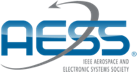 AESS®
IEEE AEROSPACE AND
ELECTRONIC SYSTEMS SOCIETY